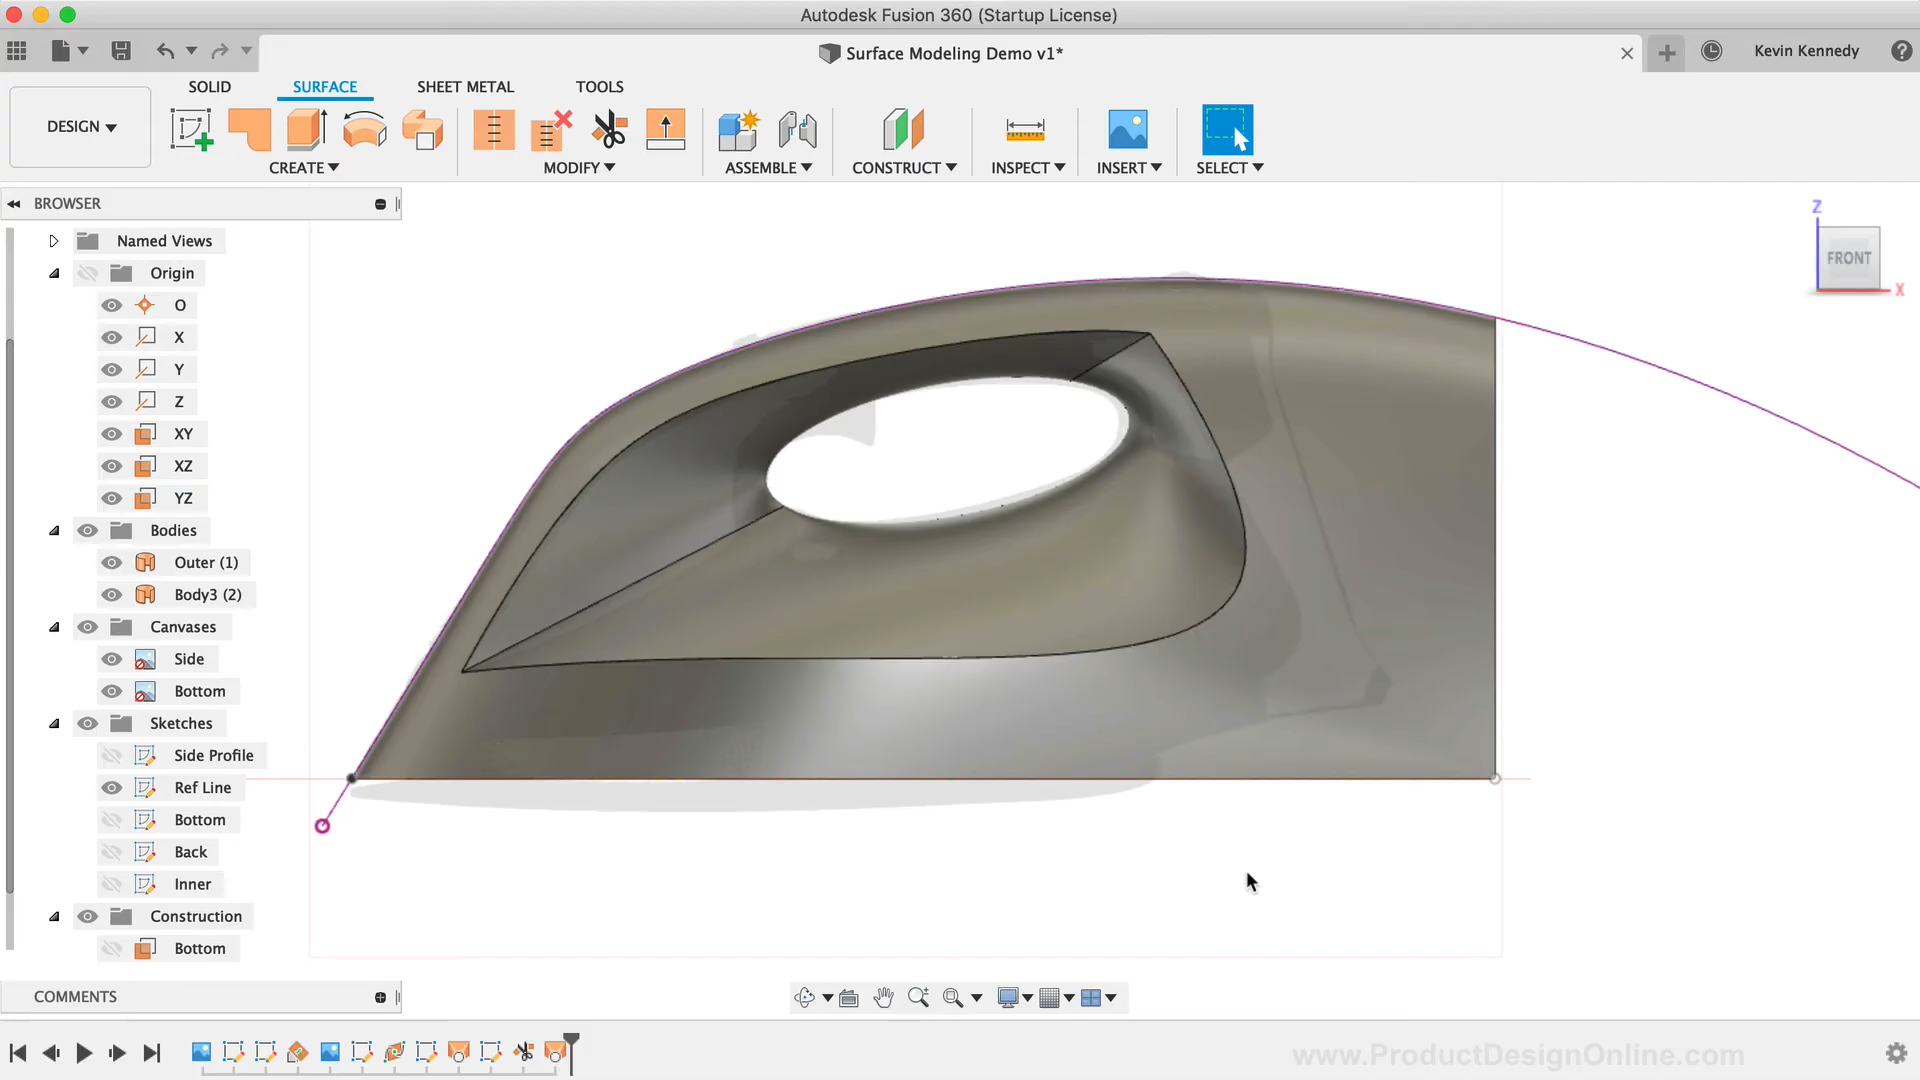 Autodesk Fusion 360 (Startup License)
Surface Modeling Demo v1*
Kevin Kennedy
SOLID
SURFACE
SHEET METAL
TOOLS
DESIGN
CREATE
MODIFY
ASSEMBLE
CONSTRUCT
INSPECT
INSERT
SELECT
BROWSER
Named Views
Origin
O
X
Y
Z
XY
XZ
YZ
Bodies
Outer (1)
Body3 (2)
Canvases
Side
Bottom
Sketches
Side Profile
Ref Line
Bottom
Back
Inner
Construction
Bottom
Z
FRONT
X
COMMENTS
www.ProductDesignOnline.com